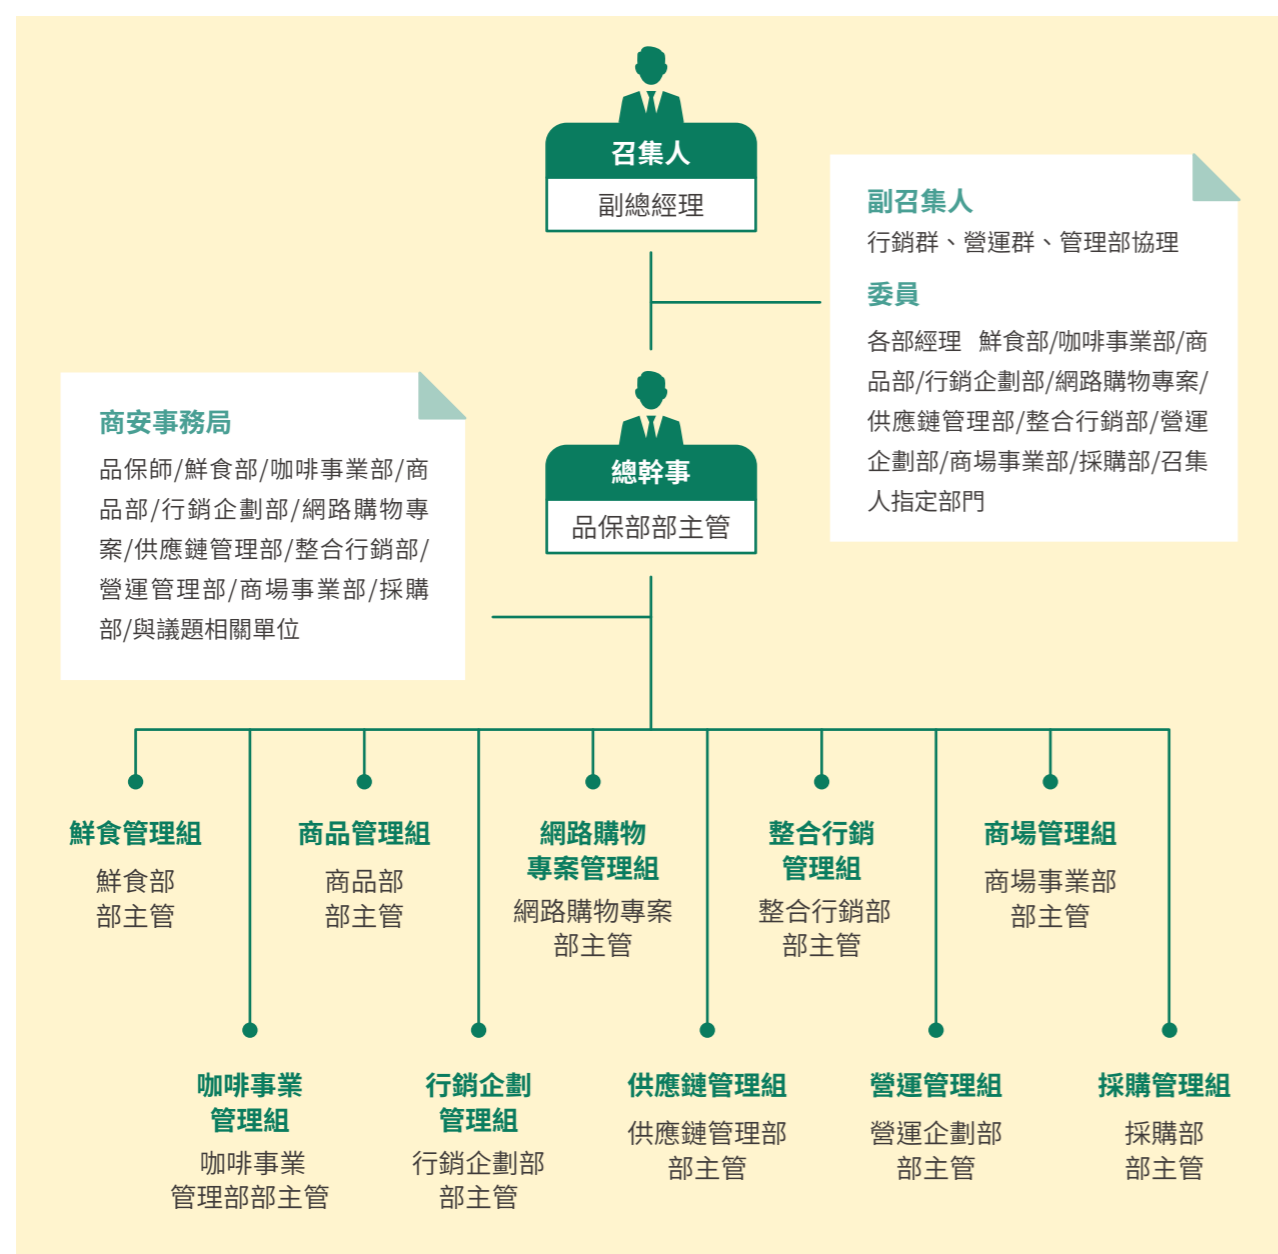 召集人
副總經理
副召集人
行銷群、營運群、管理部協理
委員
各部經理 鮮食部/咖啡事業部/商
品部/行銷企劃部/網路購物專案/
供應鏈管理部/整合行銷部/營運
企劃部/商場事業部/採購部/召集
人指定部門
總幹事
品保部部主管
商安事務局
品保師/鮮食部/咖啡事業部/商
品部/行銷企劃部/網路購物專
案/供應鏈管理部/整合行銷部/
營運管理部/商場事業部/採購
部/與議題相關單位
鮮食管理組
鮮食部
部主管
商品管理組
商品部
部主管
網路購物
專案管理組
網路購物專案
部主管
整合行銷
管理組
整合行銷部
部主管
商場管理組
商場事業部
部主管
咖啡事業
管理組
咖啡事業
管理部部主管
行銷企劃
管理組
行銷企劃部
部主管
供應鏈管理組
供應鏈管理部
部主管
營運管理組
營運企劃部
部主管
採購管理組
採購部
部主管